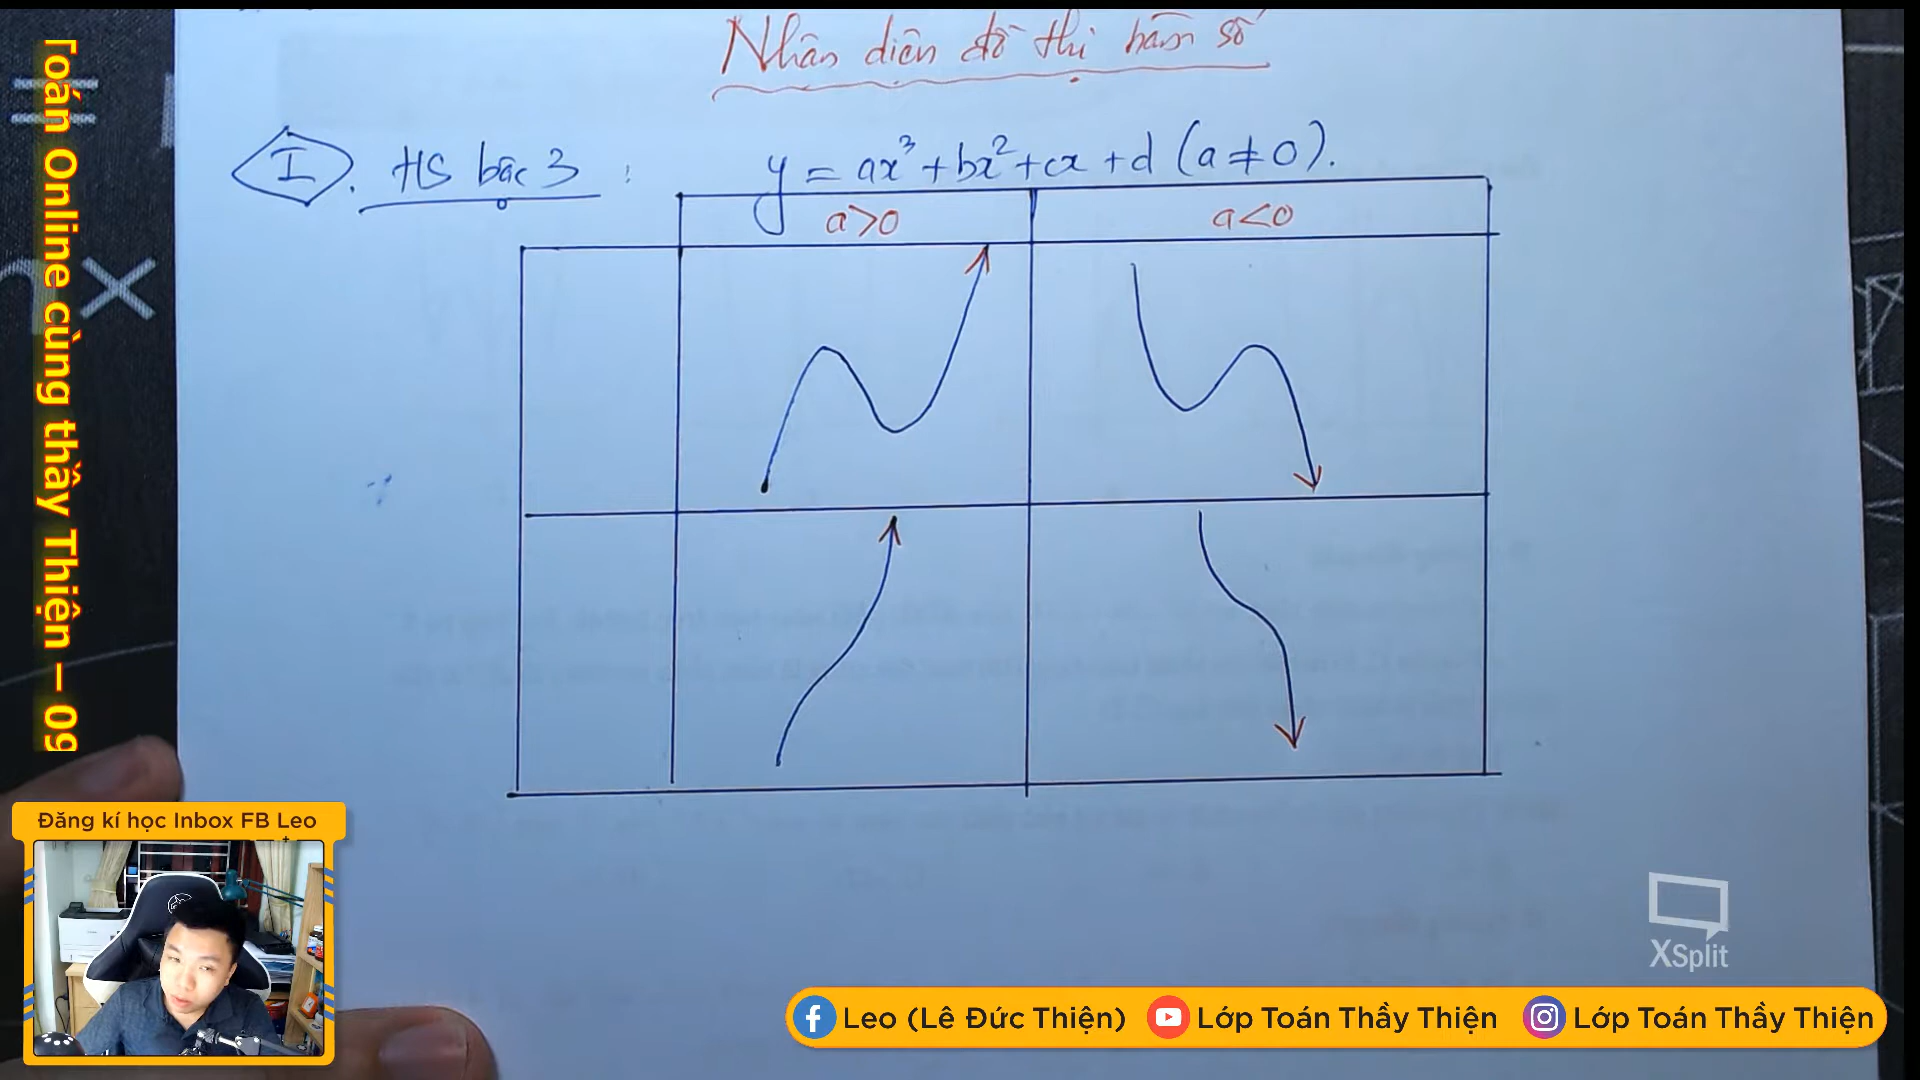 Nhận diện đồ thị hàm số
I. HS bậc 3 : y = ax³ + bx² + cx + d (a ≠ 0).
a>0 a<0
Toán Online cùng thầy Thiện – 09
Đăng kí học Inbox FB Leo
XSplit
Leo (Lê Đức Thiện) Lớp Toán Thầy Thiện Lớp Toán Thầy Thiện